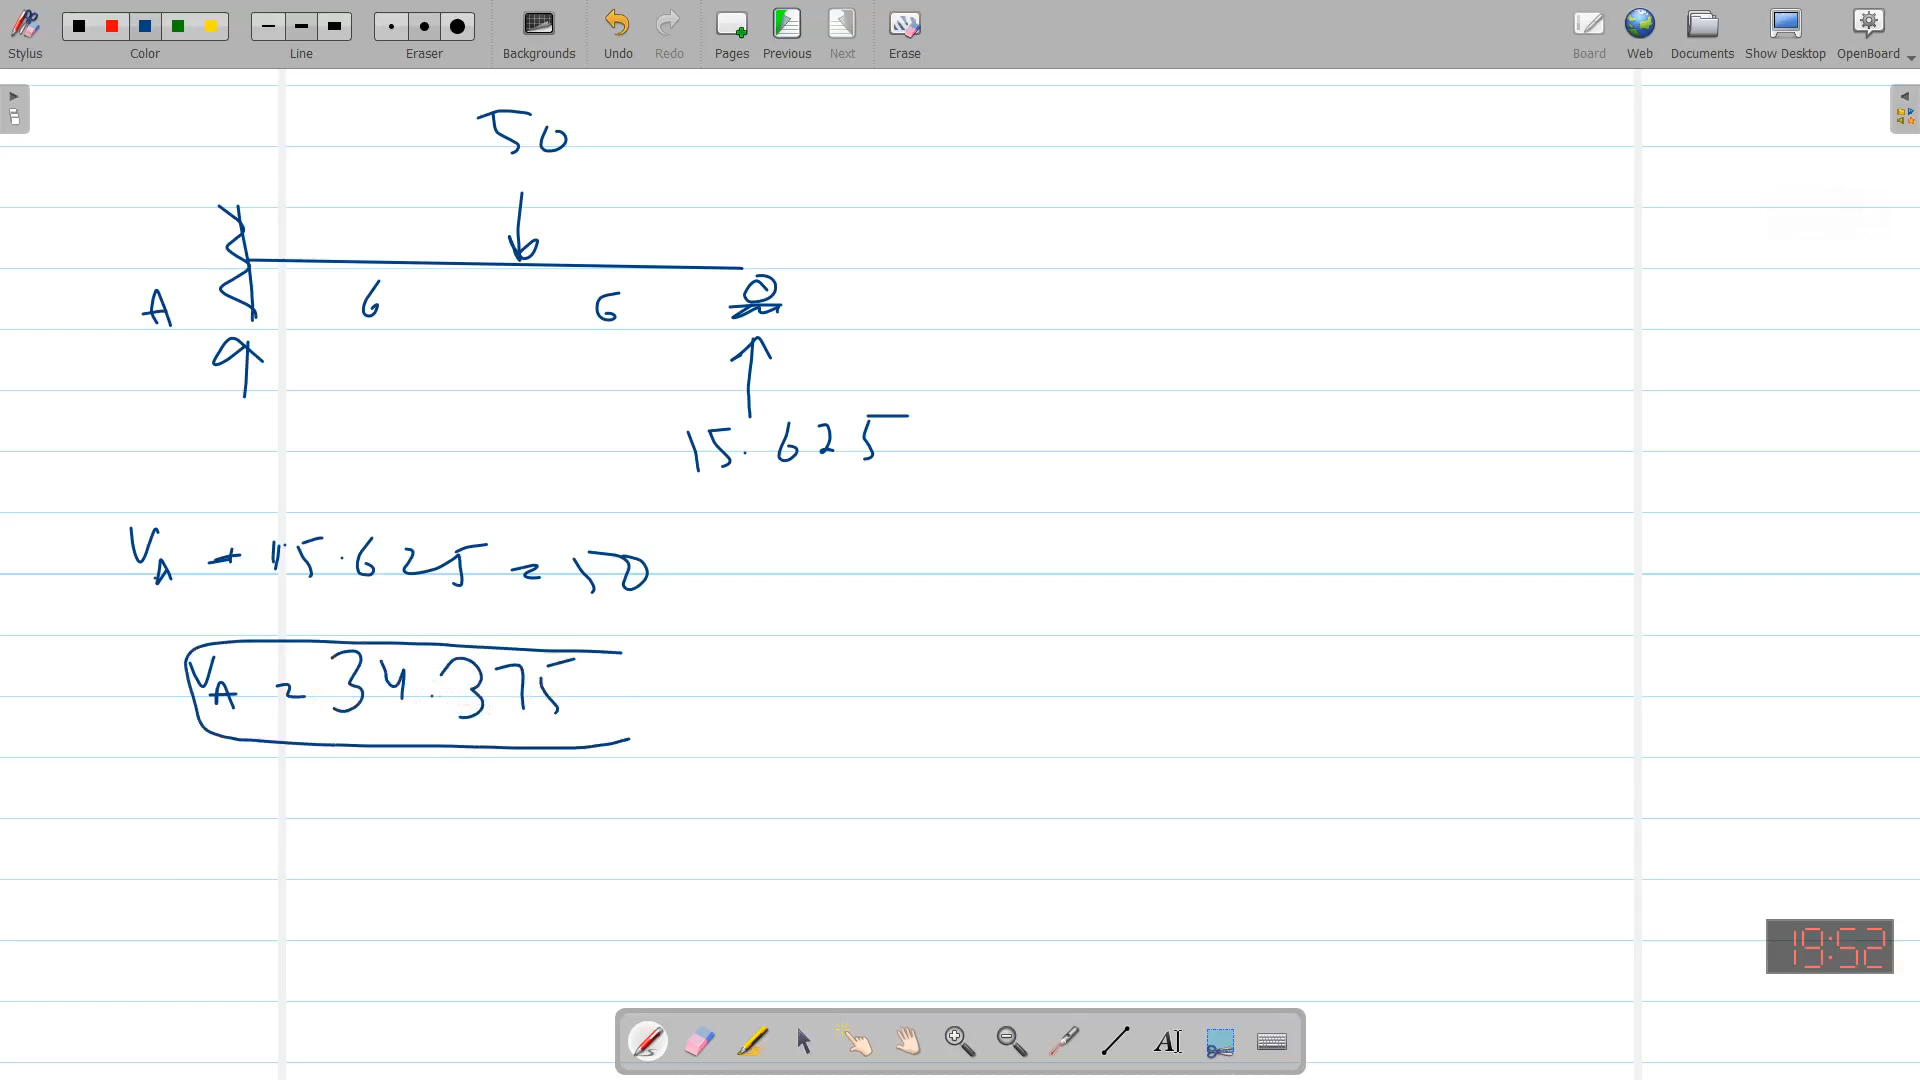 Stylus Color Line Eraser Backgrounds Undo Redo Pages Previous Next Erase Board Web Documents Show Desktop OpenBoard
50
A 6 6
15.625
VA + 15.625 = 50
VA = 34.375
19:52